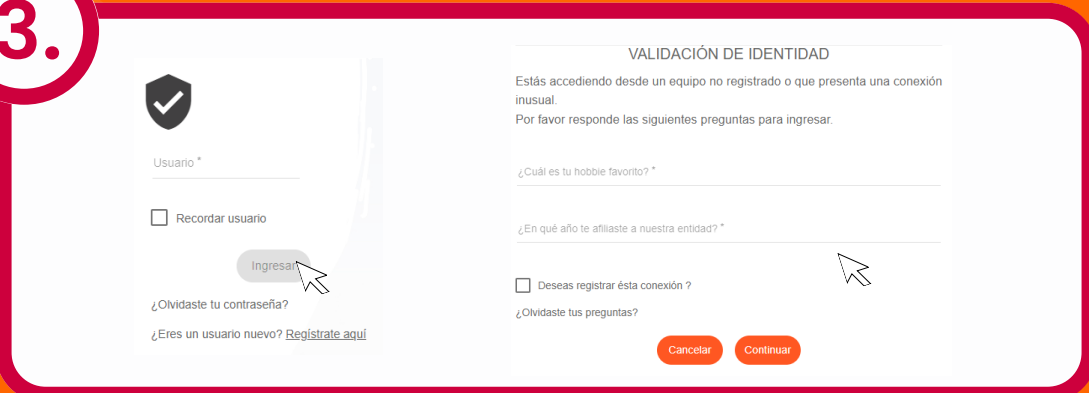 3.
Usuario *
Recordar usuario
Ingresar
¿Olvidaste tu contraseña?
¿Eres un usuario nuevo? Regístrate aquí
VALIDACIÓN DE IDENTIDAD
Estás accediendo desde un equipo no registrado o que presenta una conexión
inusual.
Por favor responde las siguientes preguntas para ingresar.
¿Cuál es tu hobbie favorito? *
¿En qué año te afiliaste a nuestra entidad? *
Deseas registrar ésta conexión ?
¿Olvidaste tus preguntas?
Cancelar Continuar